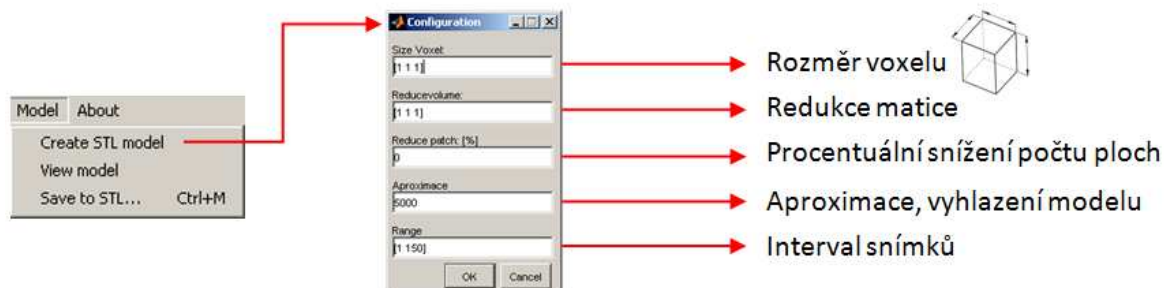 Model About
Create STL model
View model
Save to STL... Ctrl+M
Configuration
Size Voxel:
[1 1 1]
Reducevolume:
[1 1 1]
Reduce patch: [%]
0
Aproximace
5000
Range
[1 150]
OK Cancel
Rozměr voxelu
Redukce matice
Procentuální snížení počtu ploch
Aproximace, vyhlazení modelu
Interval snímků